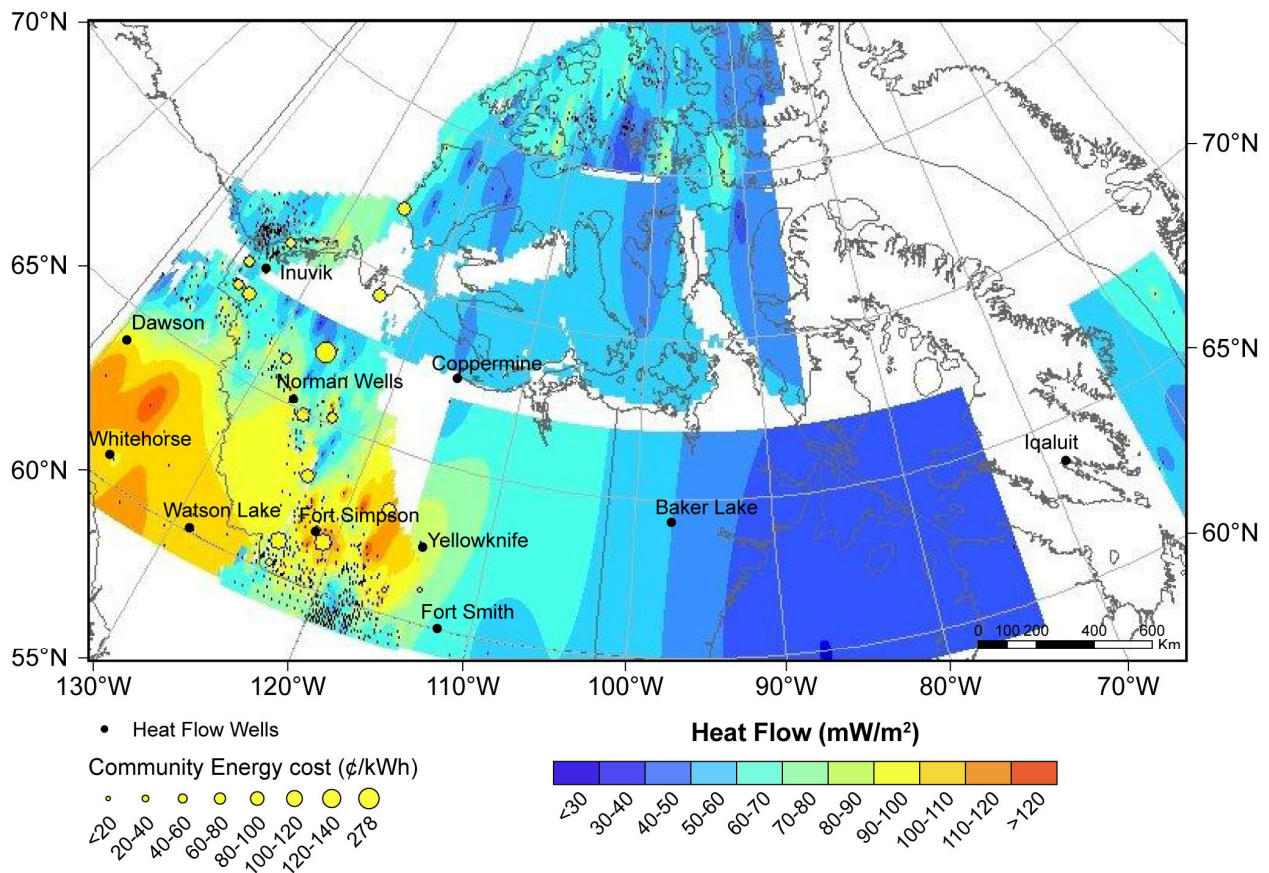 70°N
70°N
65°N
Inuvik
Dawson
65°N
Coppermine
Norman Wells
Whitehorse
Iqaluit
60°N
Watson Lake
Fort Simpson
Baker Lake
60°N
Yellowknife
Fort Smith
0 100 200 400 600
Km
55°N
130°W 120°W 110°W 100°W 90°W 80°W 70°W
Heat Flow Wells
Heat Flow (mW/m²)
Community Energy cost (¢/kWh)
<20 20-40 40-60 60-80 80-100 100-120 120-140 278
<30 30-40 40-50 50-60 60-70 70-80 80-90 90-100 100-110 110-120 >120